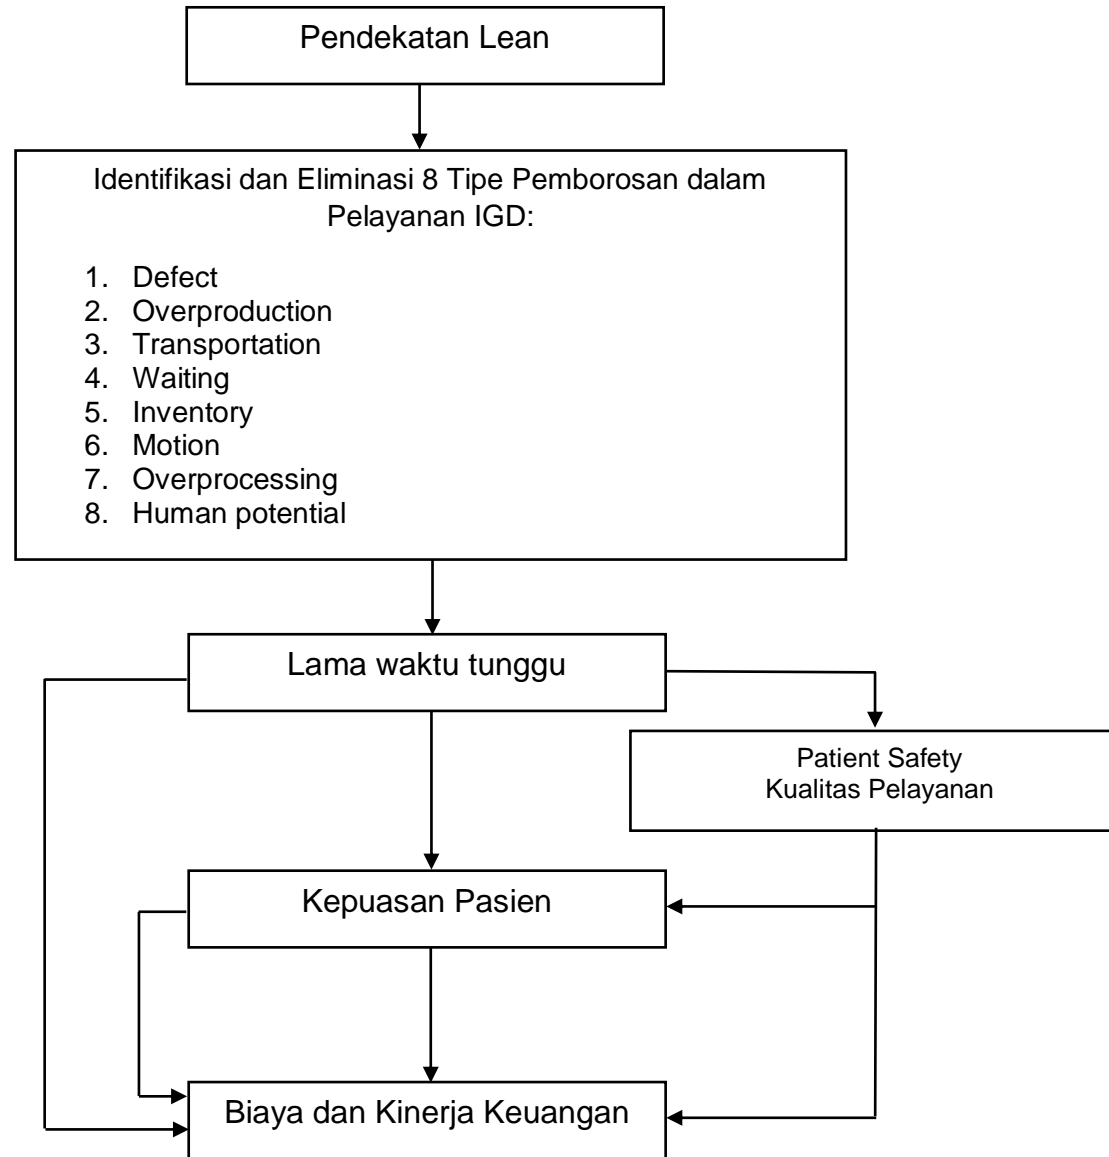 Pendekatan Lean
Identifikasi dan Eliminasi 8 Tipe Pemborosan dalam
Pelayanan IGD:
1. Defect
2. Overproduction
3. Transportation
4. Waiting
5. Inventory
6. Motion
7. Overprocessing
8. Human potential
Lama waktu tunggu
Patient Safety
Kualitas Pelayanan
Kepuasan Pasien
Biaya dan Kinerja Keuangan